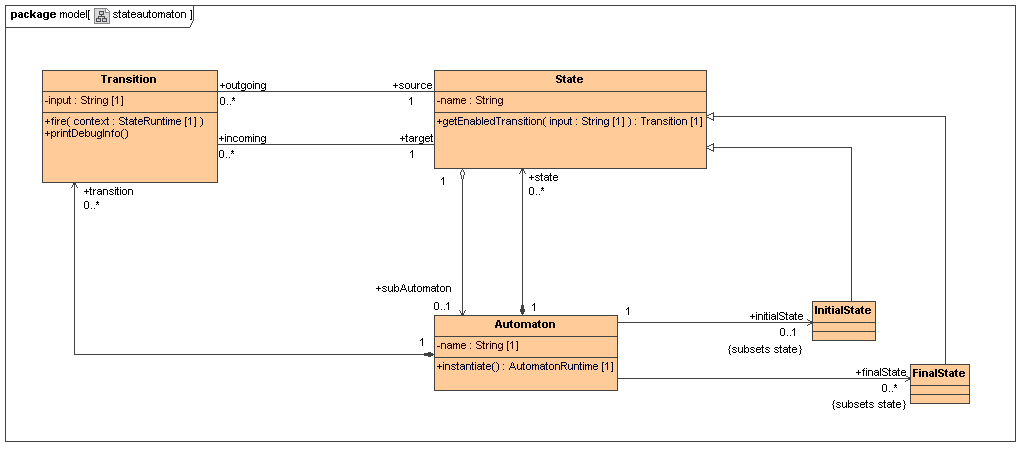 package model[ stateautomaton ]
Transition
-input : String [1]
+fire( context : StateRuntime [1] )
+printDebugInfo()
+outgoing
0..*
+source
1
+incoming
0..*
+target
1
State
-name : String
+getEnabledTransition( input : String [1] ) : Transition [1]
+transition
0..*
1
+state
0..*
+subAutomaton
0..1
1
1
Automaton
-name : String [1]
+instantiate() : AutomatonRuntime [1]
1
+initialState
0..1
{subsets state}
InitialState
+finalState
0..*
{subsets state}
FinalState